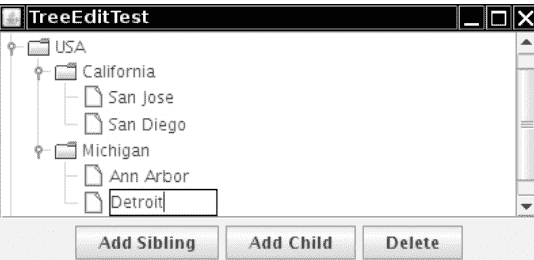 TreeEditTest
USA
California
San Jose
San Diego
Michigan
Ann Arbor
Detroit
Add Sibling Add Child Delete